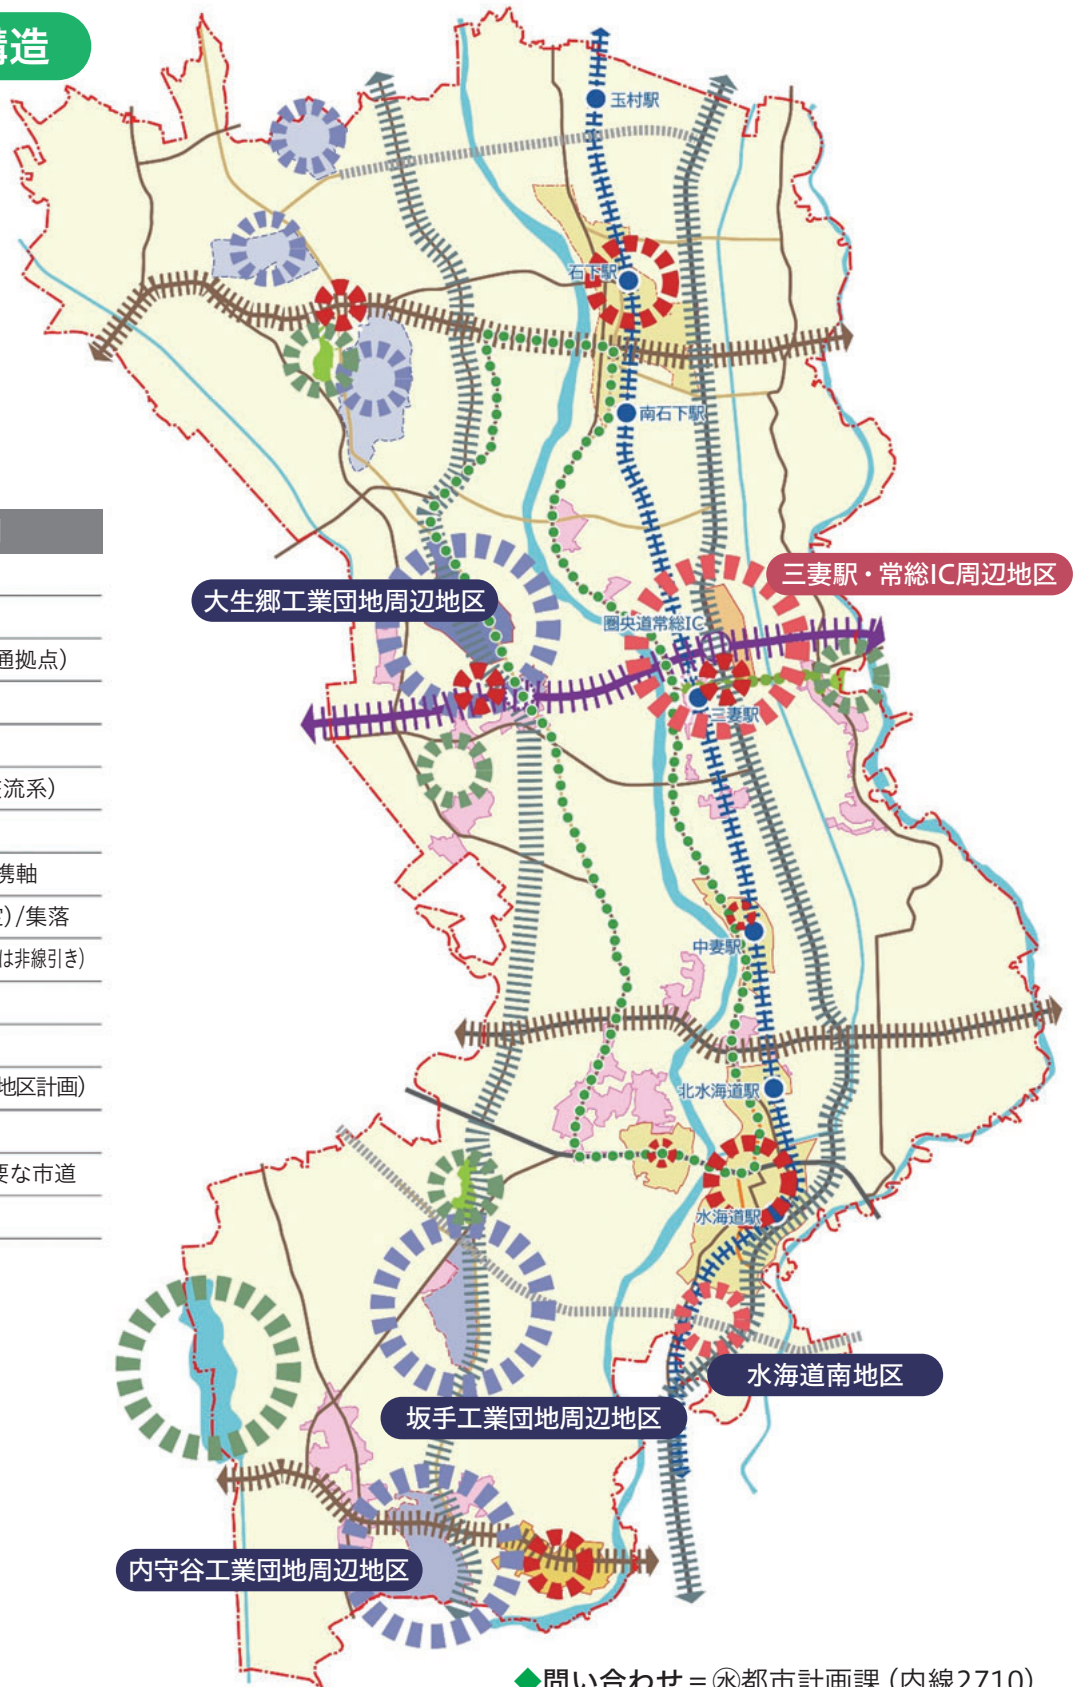 構造
玉村駅
石下駅
南石下駅
三妻駅・常総IC周辺地区
大生郷工業団地周辺地区
圏央道常総IC
三妻駅
通拠点）
流系）
携軸
）/集落
は非線引き）
地区計画）
要な市道
中妻駅
北水海道駅
水海道駅
水海道南地区
坂手工業団地周辺地区
内守谷工業団地周辺地区
◆問い合わせ＝㊌都市計画課（内線2710）